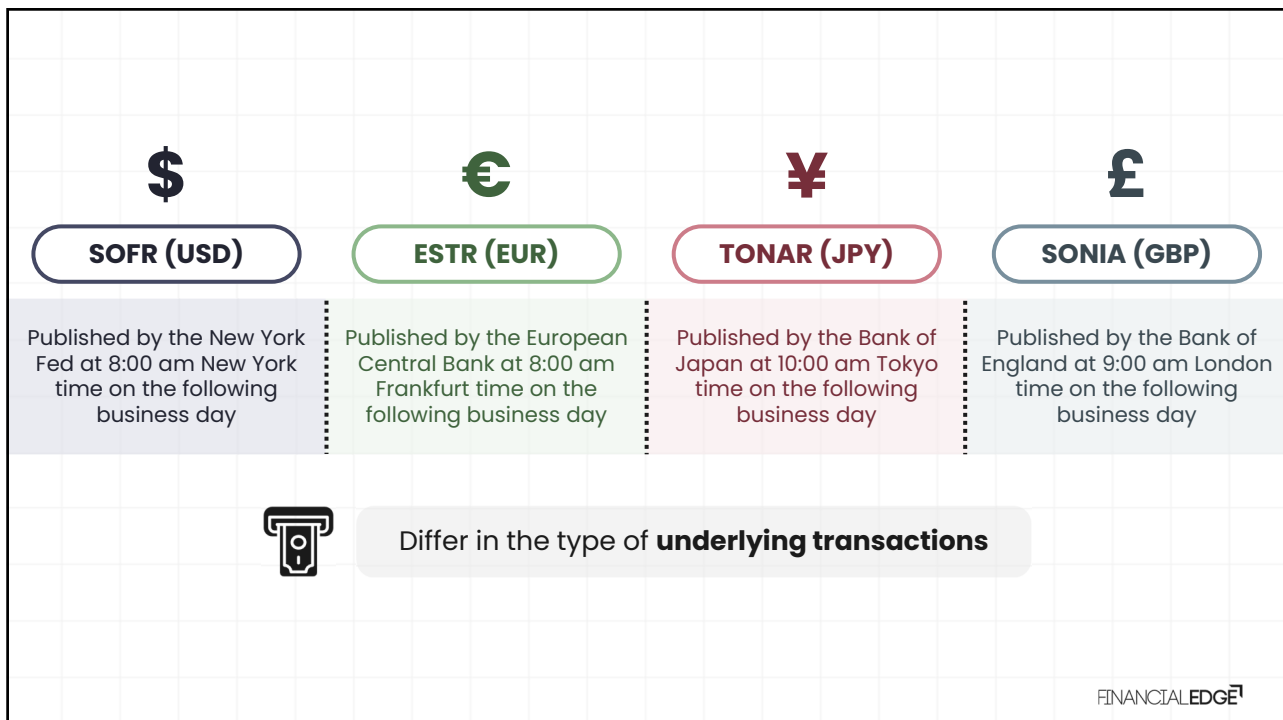 $
€
¥
£
SOFR (USD)
ESTR (EUR)
TONAR (JPY)
SONIA (GBP)
Published by the New York
Fed at 8:00 am New York
time on the following
business day
Published by the European
Central Bank at 8:00 am
Frankfurt time on the
following business day
Published by the Bank of
Japan at 10:00 am Tokyo
time on the following
business day
Published by the Bank of
England at 9:00 am London
time on the following
business day
Differ in the type of underlying transactions
FINANCIALEDGE